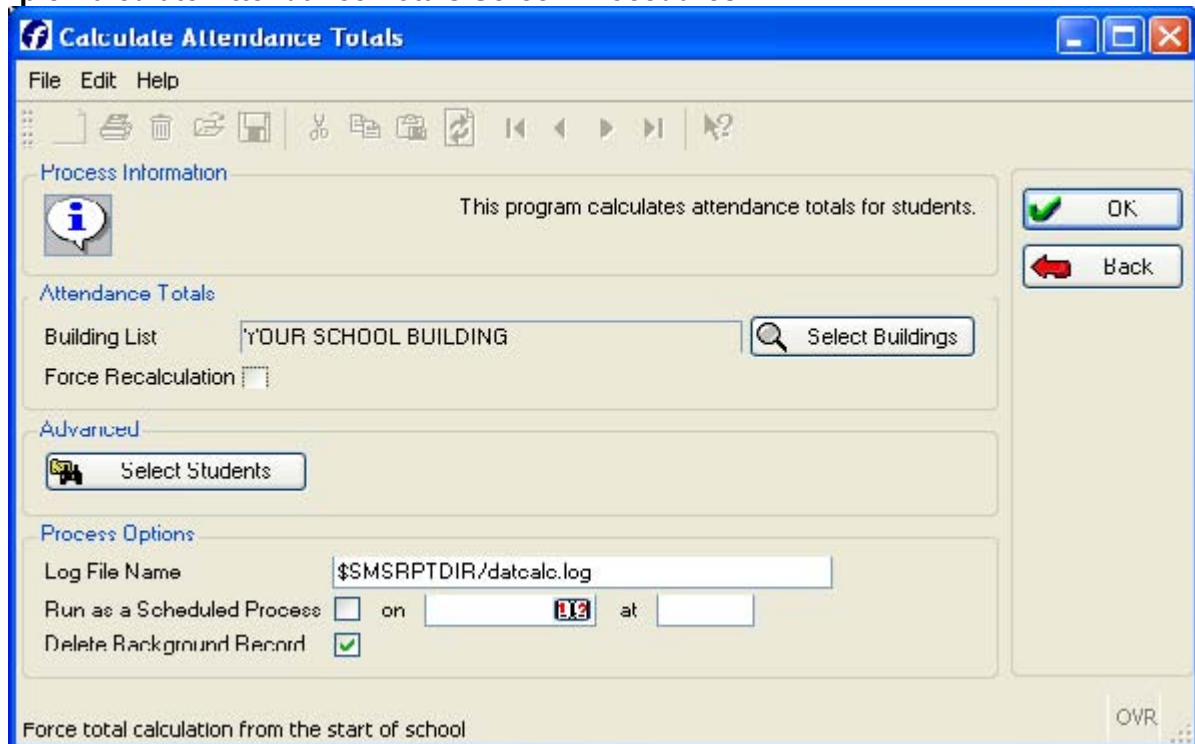 Calculate Attendance Totals
File Edit Help
Process Information
This program calculates attendance totals for students.
OK
Back
Attendance Totals
Building List YOUR SCHOOL BUILDING Select Buildings
Force Recalculation
Advanced
Select Students
Process Options
Log File Name $SMSRPTDIR/datcalc.log
Run as a Scheduled Process on at
Delete Background Record
Force total calculation from the start of school
OVR